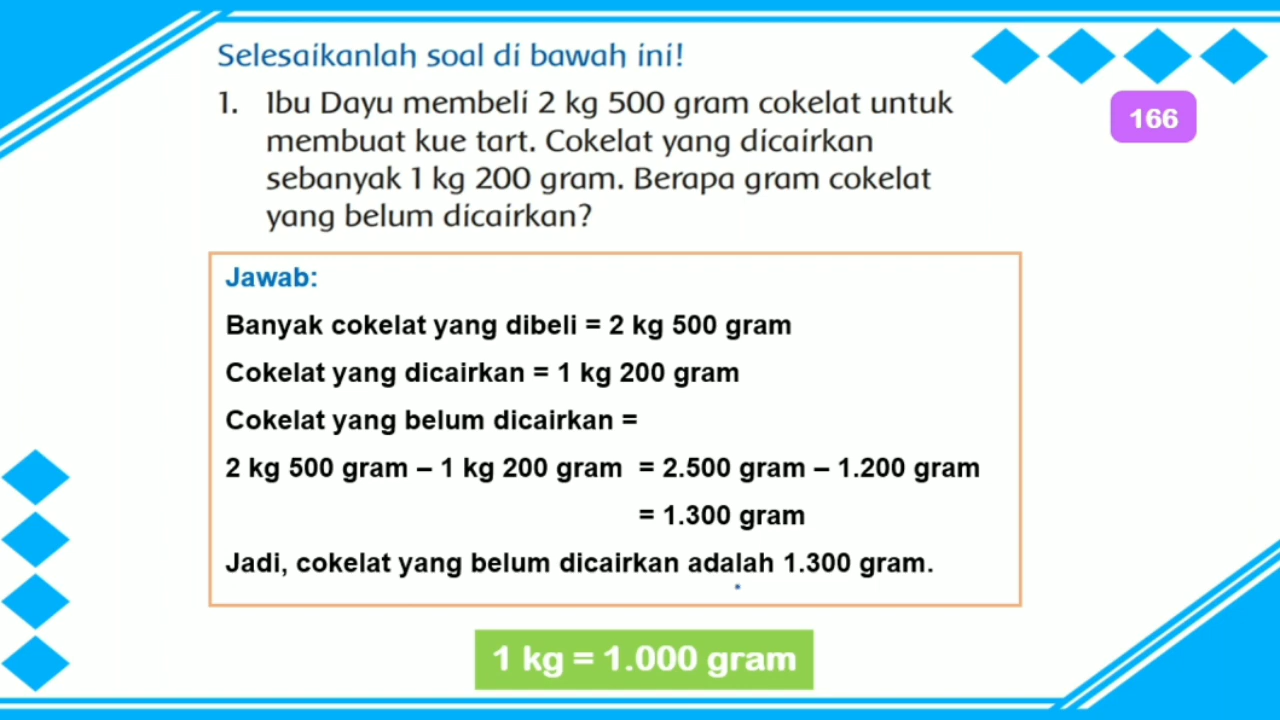 Selesaikanlah soal di bawah ini!
1. Ibu Dayu membeli 2 kg 500 gram cokelat untuk
membuat kue tart. Cokelat yang dicairkan
sebanyak 1 kg 200 gram. Berapa gram cokelat
yang belum dicairkan?
166
Jawab:
Banyak cokelat yang dibeli = 2 kg 500 gram
Cokelat yang dicairkan = 1 kg 200 gram
Cokelat yang belum dicairkan =
2 kg 500 gram – 1 kg 200 gram = 2.500 gram – 1.200 gram
= 1.300 gram
Jadi, cokelat yang belum dicairkan adalah 1.300 gram.
1 kg = 1.000 gram